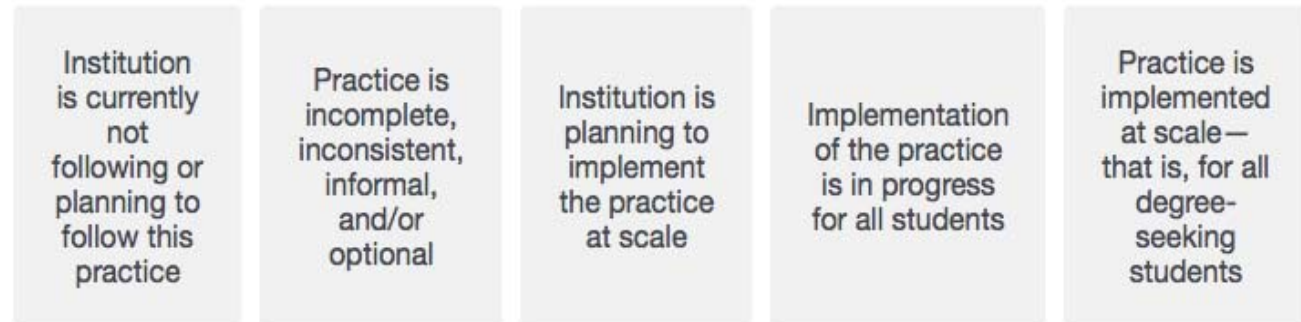 Institution
is currently
not
following or
planning to
follow this
practice
Practice is
incomplete,
inconsistent,
informal,
and/or
optional
Institution is
planning to
implement
the practice
at scale
Implementation
of the practice
is in progress
for all students
Practice is
implemented
at scale—
that is, for all
degree-
seeking
students